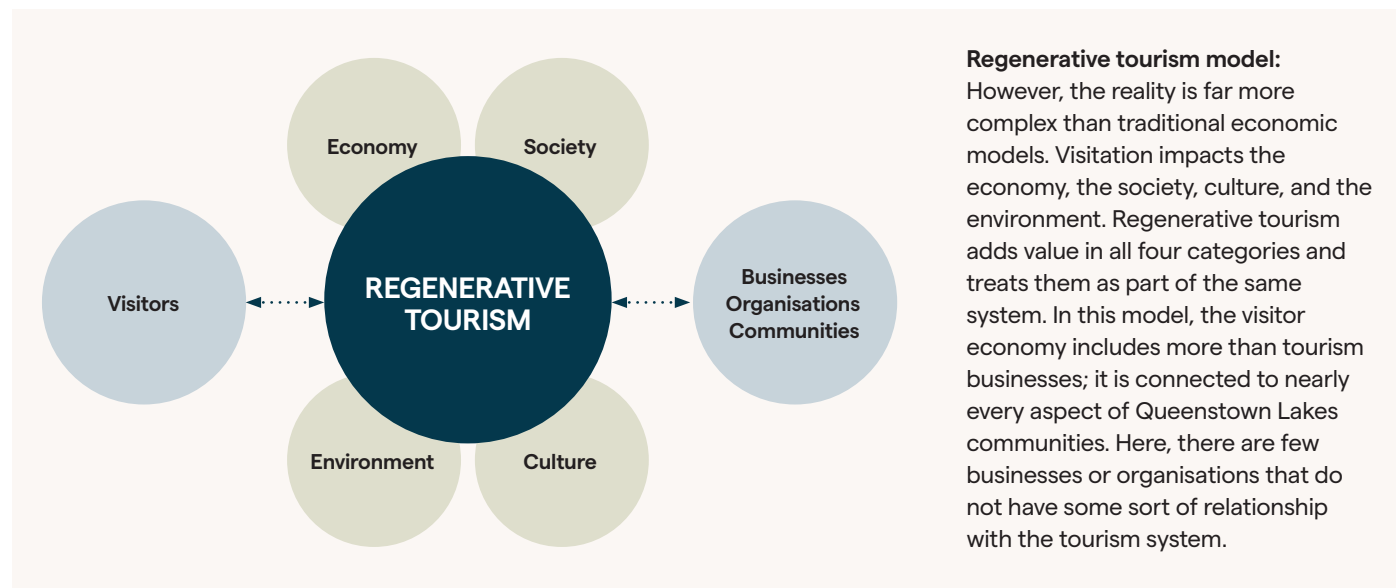 Economy
Society
Visitors
REGENERATIVE
TOURISM
Businesses
Organisations
Communities
Environment
Culture
Regenerative tourism model:
However, the reality is far more
complex than traditional economic
models. Visitation impacts the
economy, the society, culture, and the
environment. Regenerative tourism
adds value in all four categories and
treats them as part of the same
system. In this model, the visitor
economy includes more than tourism
businesses; it is connected to nearly
every aspect of Queenstown Lakes
communities. Here, there are few
businesses or organisations that do
not have some sort of relationship
with the tourism system.